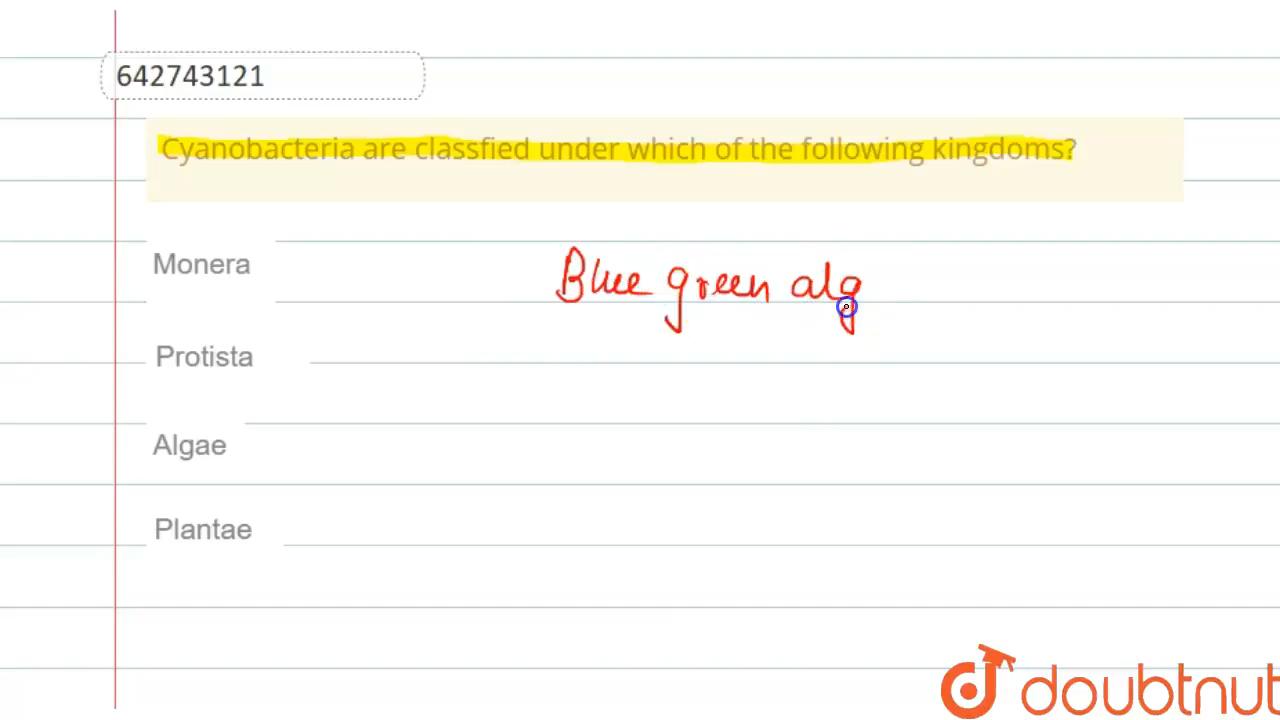 642743121
Cyanobacteria are classfied under which of the following kingdoms?
Monera
Blue green alg
Protista
Algae
Plantae
doubtnut